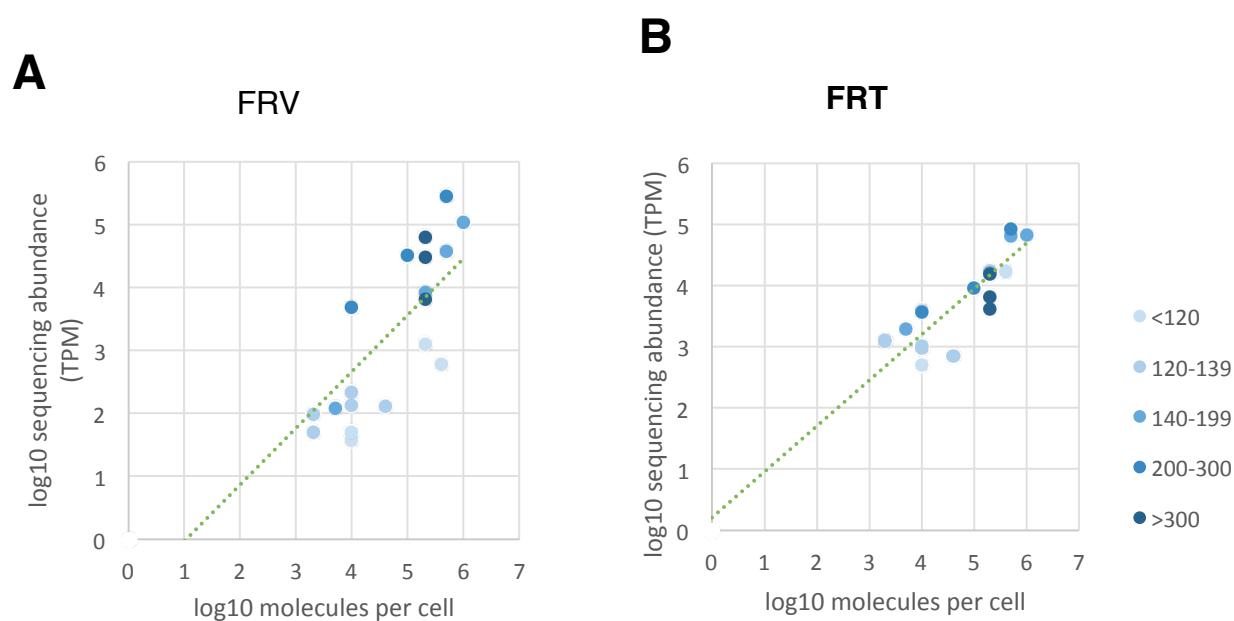 A
FRV
6
5
4
3
2
1
0
log10 sequencing abundance
(TPM)
0 1 2 3 4 5 6 7
log10 molecules per cell
B
FRT
6
5
4
3
2
1
0
log10 sequencing abundance (TPM)
0 1 2 3 4 5 6 7
log10 molecules per cell
<120
120-139
140-199
200-300
>300